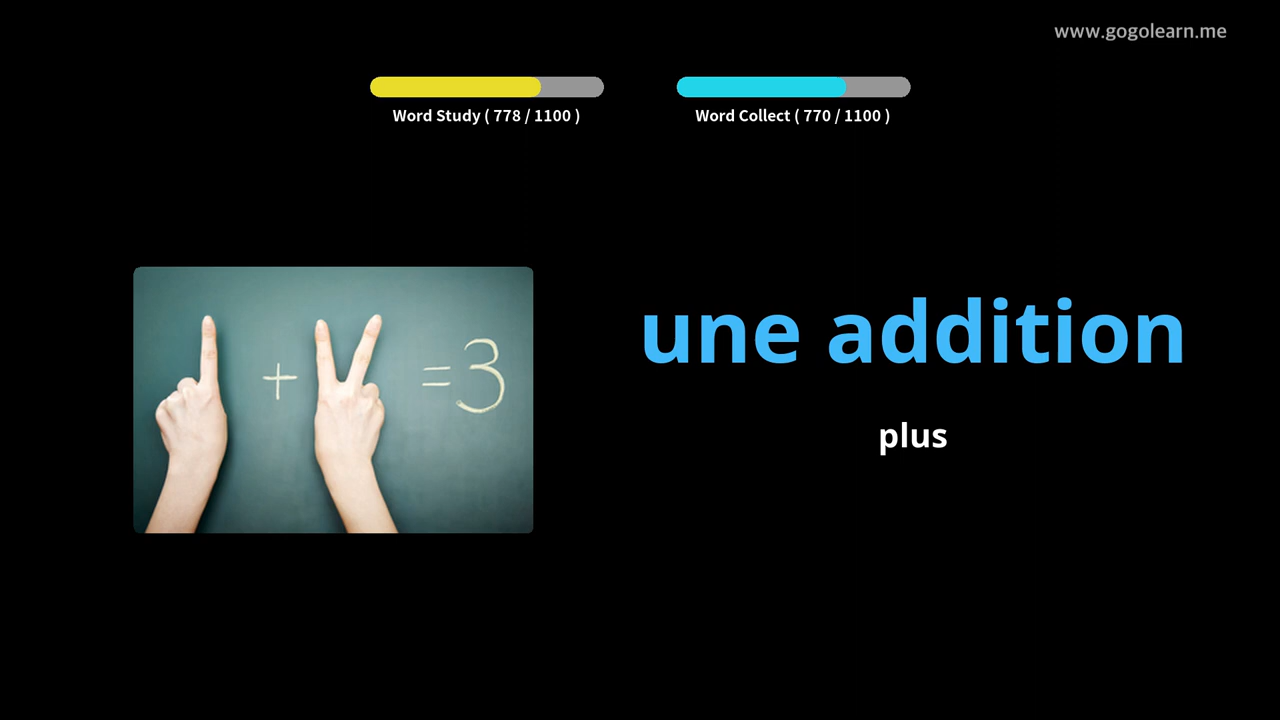 www.gogolearn.me
Word Study ( 778 / 1100 )
Word Collect ( 770 / 1100 )
+ =3
une addition
plus